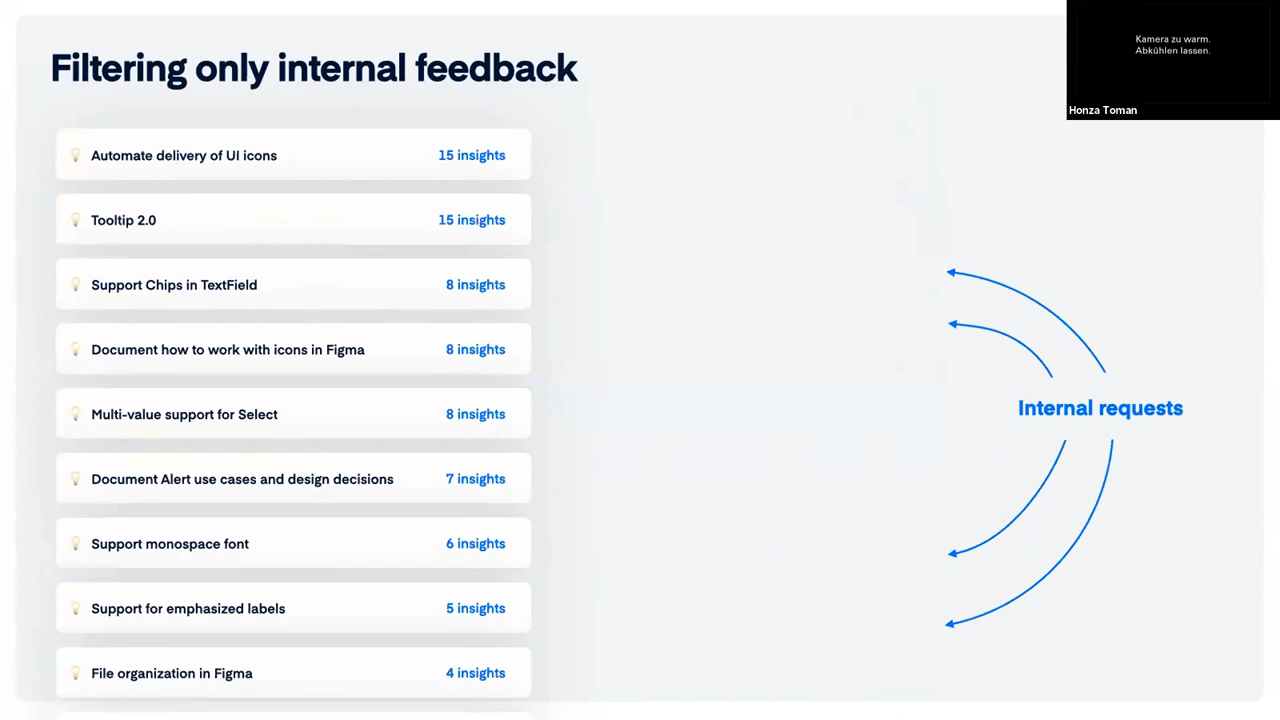 Filtering only internal feedback
Kamera zu warm.
Abkühlen lassen.
Honza Toman
Automate delivery of UI icons 15 insights
Tooltip 2.0 15 insights
Support Chips in TextField 8 insights
Document how to work with icons in Figma 8 insights
Multi-value support for Select 8 insights
Document Alert use cases and design decisions 7 insights
Support monospace font 6 insights
Support for emphasized labels 5 insights
File organization in Figma 4 insights
Internal requests